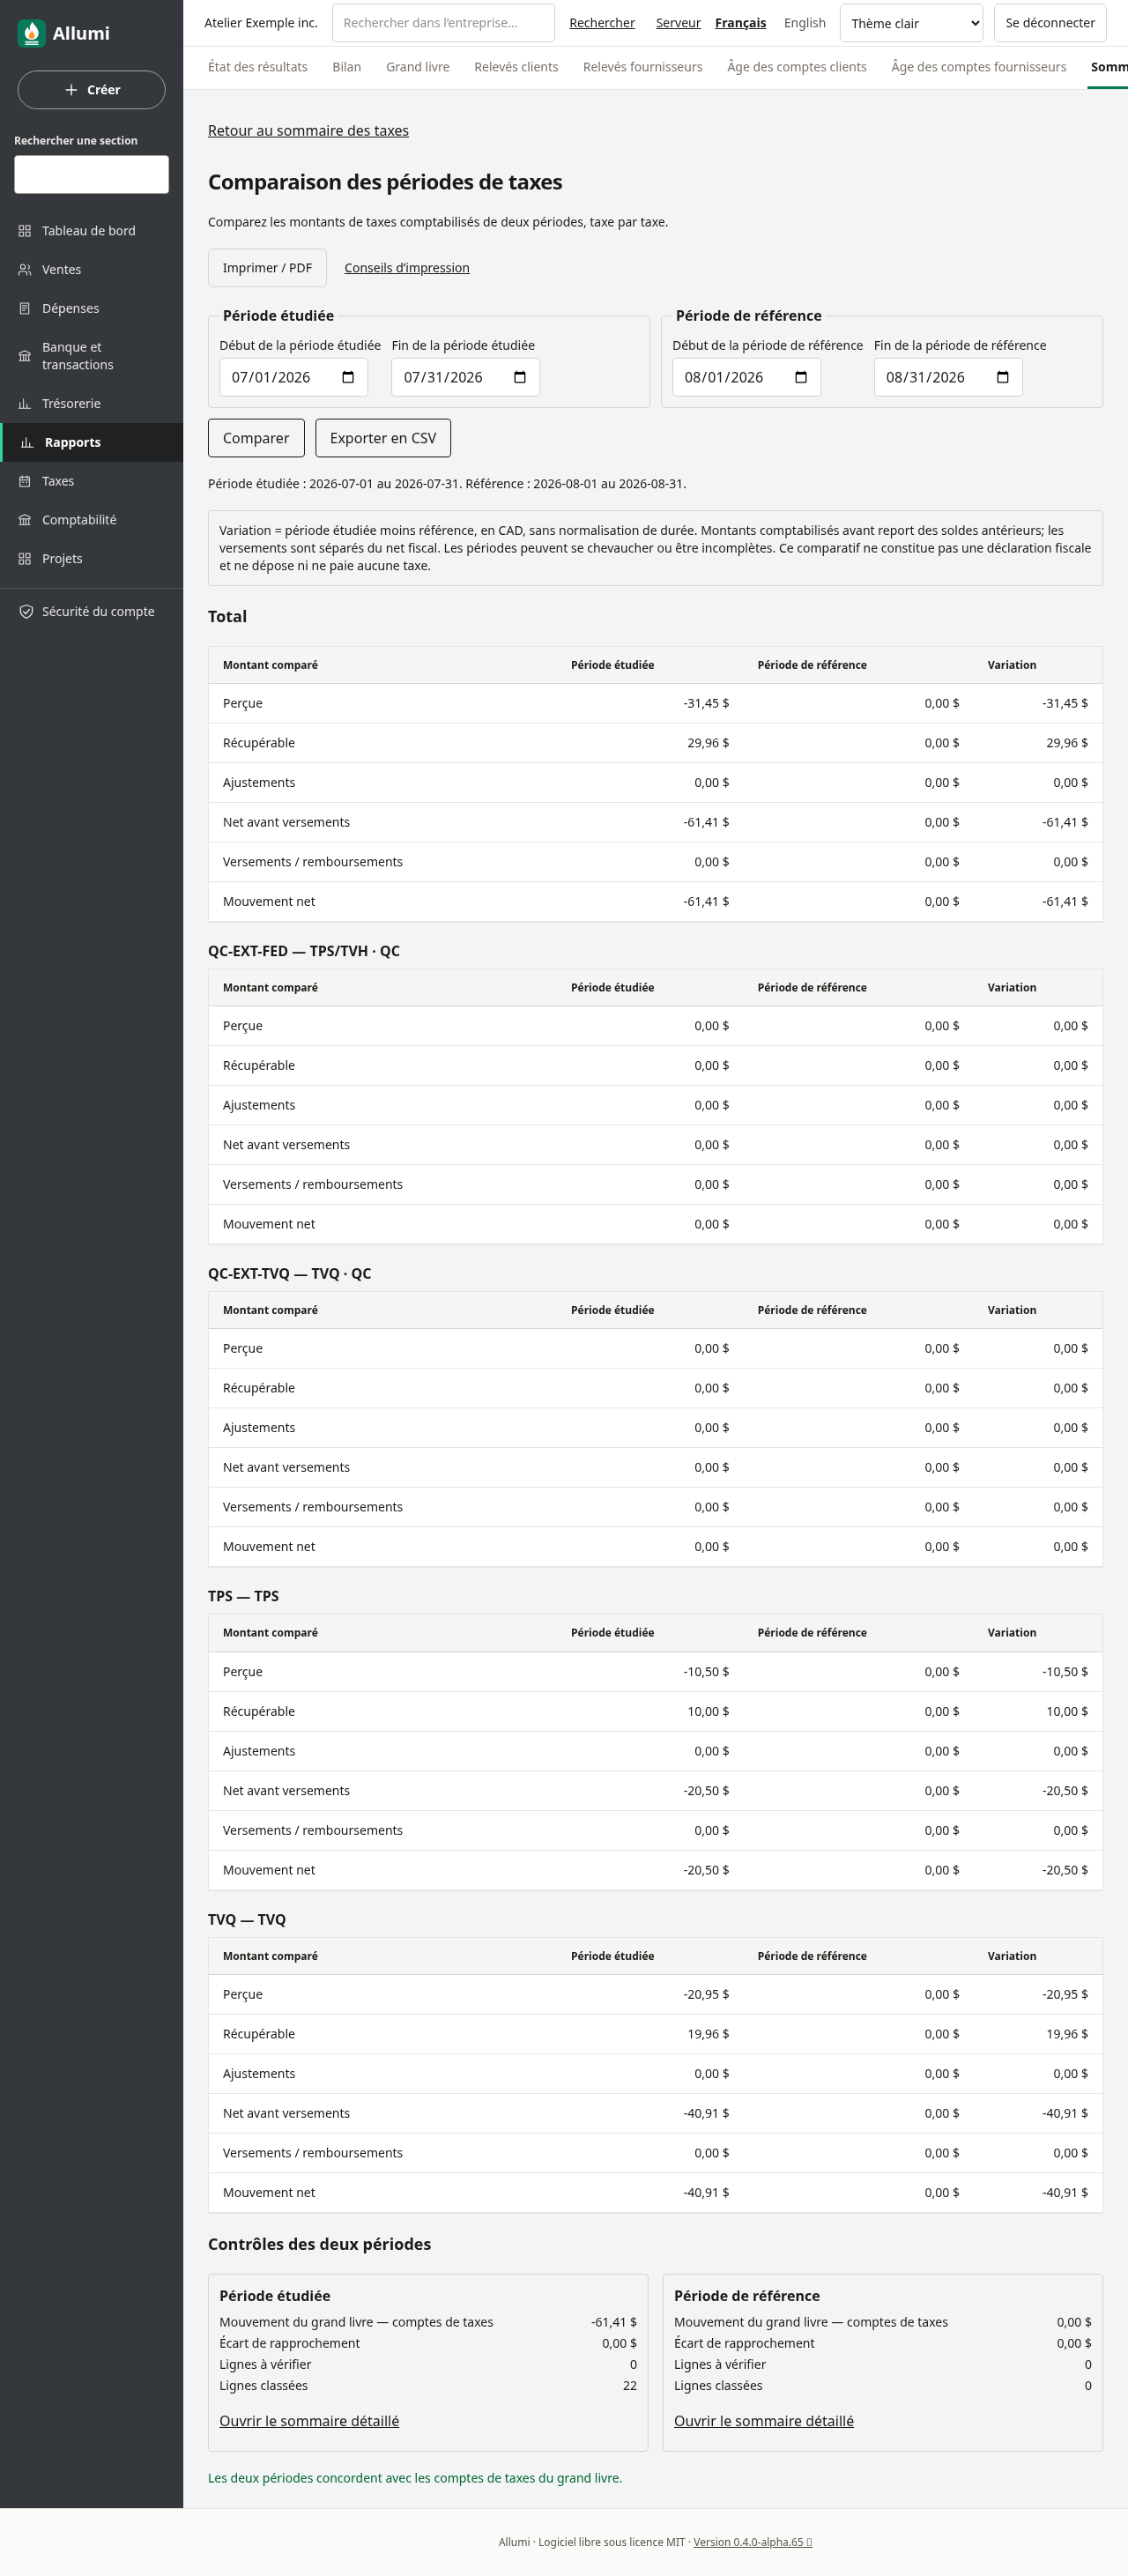 Allumi
Créer
Rechercher une section
Tableau de bord
Ventes
Dépenses
Banque et
transactions
Trésorerie
Rapports
Taxes
Comptabilité
Projets
Sécurité du compte
Atelier Exemple inc. Rechercher dans l’entreprise... Rechercher Serveur Français English Thème clair Se déconnecter
État des résultats Bilan Grand livre Relevés clients Relevés fournisseurs Âge des comptes clients Âge des comptes fournisseurs Somm
Retour au sommaire des taxes
Comparaison des périodes de taxes
Comparez les montants de taxes comptabilisés de deux périodes, taxe par taxe.
Imprimer / PDF Conseils d’impression
Période étudiée
Début de la période étudiée Fin de la période étudiée
07/01/2026 07/31/2026
Période de référence
Début de la période de référence Fin de la période de référence
08/01/2026 08/31/2026
Comparer Exporter en CSV
Période étudiée : 2026-07-01 au 2026-07-31. Référence : 2026-08-01 au 2026-08-31.
Variation = période étudiée moins référence, en CAD, sans normalisation de durée. Montants comptabilisés avant report des soldes antérieurs; les
versements sont séparés du net fiscal. Les périodes peuvent se chevaucher ou être incomplètes. Ce comparatif ne constitue pas une déclaration fiscale
et ne dépose ni ne paie aucune taxe.
Total
Montant comparé Période étudiée Période de référence Variation
Perçue -31,45 $ 0,00 $ -31,45 $
Récupérable 29,96 $ 0,00 $ 29,96 $
Ajustements 0,00 $ 0,00 $ 0,00 $
Net avant versements -61,41 $ 0,00 $ -61,41 $
Versements / remboursements 0,00 $ 0,00 $ 0,00 $
Mouvement net -61,41 $ 0,00 $ -61,41 $
QC-EXT-FED — TPS/TVH · QC
Montant comparé Période étudiée Période de référence Variation
Perçue 0,00 $ 0,00 $ 0,00 $
Récupérable 0,00 $ 0,00 $ 0,00 $
Ajustements 0,00 $ 0,00 $ 0,00 $
Net avant versements 0,00 $ 0,00 $ 0,00 $
Versements / remboursements 0,00 $ 0,00 $ 0,00 $
Mouvement net 0,00 $ 0,00 $ 0,00 $
QC-EXT-TVQ — TVQ · QC
Montant comparé Période étudiée Période de référence Variation
Perçue 0,00 $ 0,00 $ 0,00 $
Récupérable 0,00 $ 0,00 $ 0,00 $
Ajustements 0,00 $ 0,00 $ 0,00 $
Net avant versements 0,00 $ 0,00 $ 0,00 $
Versements / remboursements 0,00 $ 0,00 $ 0,00 $
Mouvement net 0,00 $ 0,00 $ 0,00 $
TPS — TPS
Montant comparé Période étudiée Période de référence Variation
Perçue -10,50 $ 0,00 $ -10,50 $
Récupérable 10,00 $ 0,00 $ 10,00 $
Ajustements 0,00 $ 0,00 $ 0,00 $
Net avant versements -20,50 $ 0,00 $ -20,50 $
Versements / remboursements 0,00 $ 0,00 $ 0,00 $
Mouvement net -20,50 $ 0,00 $ -20,50 $
TVQ — TVQ
Montant comparé Période étudiée Période de référence Variation
Perçue -20,95 $ 0,00 $ -20,95 $
Récupérable 19,96 $ 0,00 $ 19,96 $
Ajustements 0,00 $ 0,00 $ 0,00 $
Net avant versements -40,91 $ 0,00 $ -40,91 $
Versements / remboursements 0,00 $ 0,00 $ 0,00 $
Mouvement net -40,91 $ 0,00 $ -40,91 $
Contrôles des deux périodes
Période étudiée
Mouvement du grand livre — comptes de taxes -61,41 $
Écart de rapprochement 0,00 $
Lignes à vérifier 0
Lignes classées 22
Ouvrir le sommaire détaillé
Période de référence
Mouvement du grand livre — comptes de taxes 0,00 $
Écart de rapprochement 0,00 $
Lignes à vérifier 0
Lignes classées 0
Ouvrir le sommaire détaillé
Les deux périodes concordent avec les comptes de taxes du grand livre.
Allumi · Logiciel libre sous licence MIT · Version 0.4.0-alpha.65